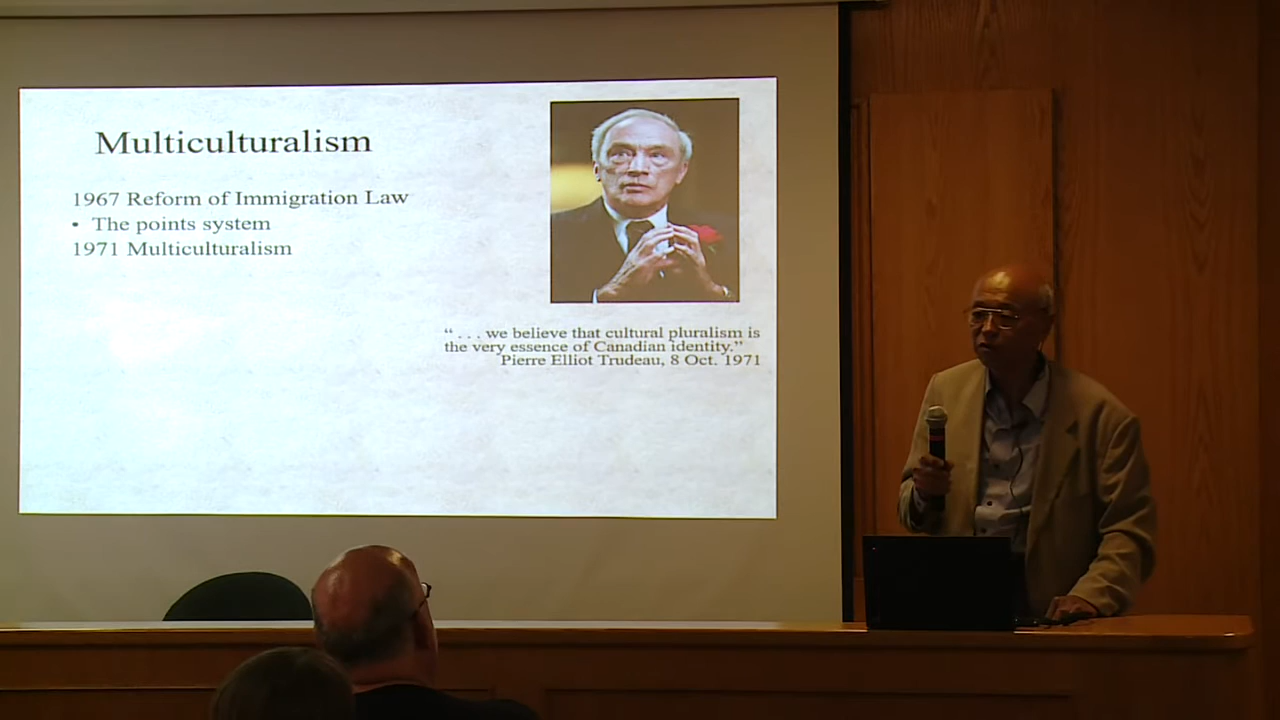 Multiculturalism
1967 Reform of Immigration Law
• The points system
1971 Multiculturalism
“ . . . we believe that cultural pluralism is
the very essence of Canadian identity.”
Pierre Elliot Trudeau, 8 Oct. 1971